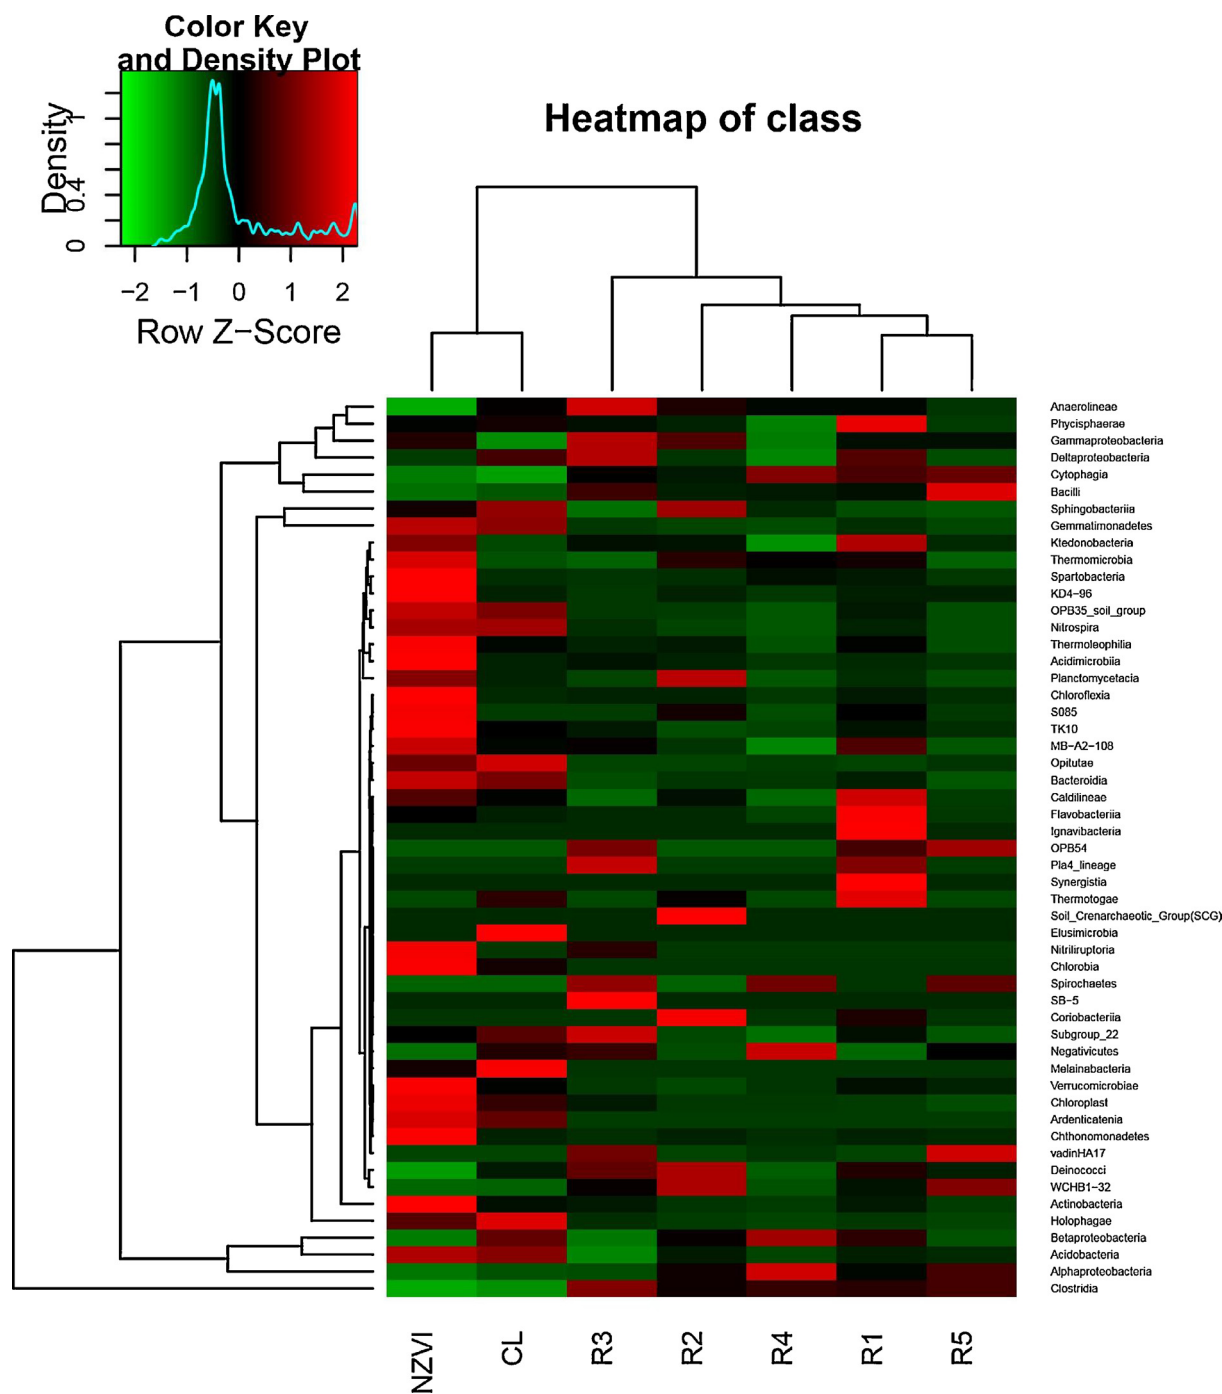 Color Key
and Density Plot
Density
0 0.4 1
−2 −1 0 1 2
Row Z−Score
Heatmap of class
Anaerolineae
Phycisphaerae
Gammaproteobacteria
Deltaproteobacteria
Cytophagia
Bacilli
Sphingobacteriia
Gemmatimonadetes
Ktedonobacteria
Thermomicrobia
Spartobacteria
KD4−96
OPB35_soil_group
Nitrospira
Thermoleophilia
Acidimicrobiia
Planctomycetacia
Chloroflexia
S085
TK10
MB−A2−108
Opitutae
Bacteroidia
Caldilineae
Flavobacteriia
Ignavibacteria
OPB54
Pla4_lineage
Synergistia
Thermotogae
Soil_Crenarchaeotic_Group(SCG)
Elusimicrobia
Nitriliruptoria
Chlorobia
Spirochaetes
SB−5
Coriobacteriia
Subgroup_22
Negativicutes
Melainabacteria
Verrucomicrobiae
Chloroplast
Ardenticatenia
Chthonomonadetes
vadinHA17
Deinococci
WCHB1−32
Actinobacteria
Holophagae
Betaproteobacteria
Acidobacteria
Alphaproteobacteria
Clostridia
NZVI CL R3 R2 R4 R1 R5